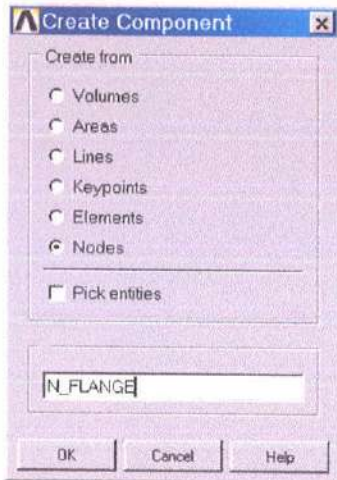 Create Component
Create from
Volumes
Areas
Lines
Keypoints
Elements
Nodes
Pick entities
N_FLANGE
OK
Cancel
Help